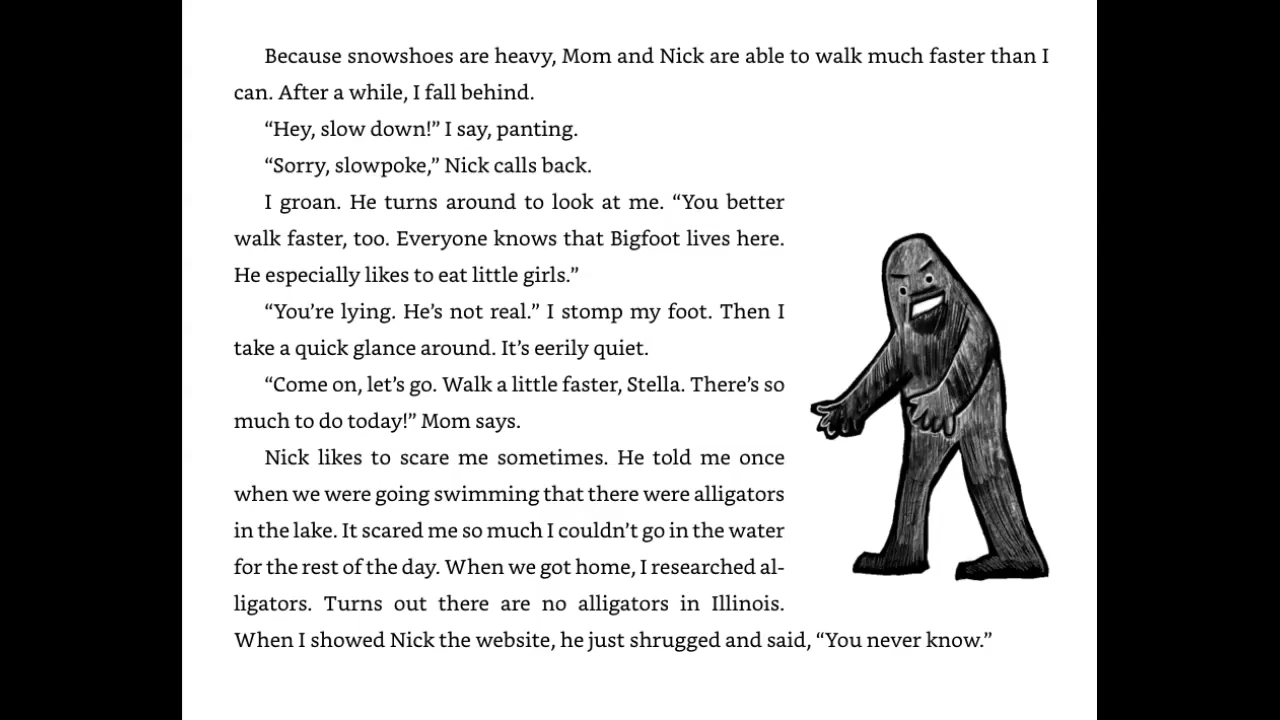 Because snowshoes are heavy, Mom and Nick are able to walk much faster than I
can. After a while, I fall behind.
“Hey, slow down!” I say, panting.
“Sorry, slowpoke,” Nick calls back.
I groan. He turns around to look at me. “You better
walk faster, too. Everyone knows that Bigfoot lives here.
He especially likes to eat little girls.”
“You’re lying. He’s not real.” I stomp my foot. Then I
take a quick glance around. It’s eerily quiet.
“Come on, let’s go. Walk a little faster, Stella. There’s so
much to do today!” Mom says.
Nick likes to scare me sometimes. He told me once
when we were going swimming that there were alligators
in the lake. It scared me so much I couldn’t go in the water
for the rest of the day. When we got home, I researched al-
ligators. Turns out there are no alligators in Illinois.
When I showed Nick the website, he just shrugged and said, “You never know.”